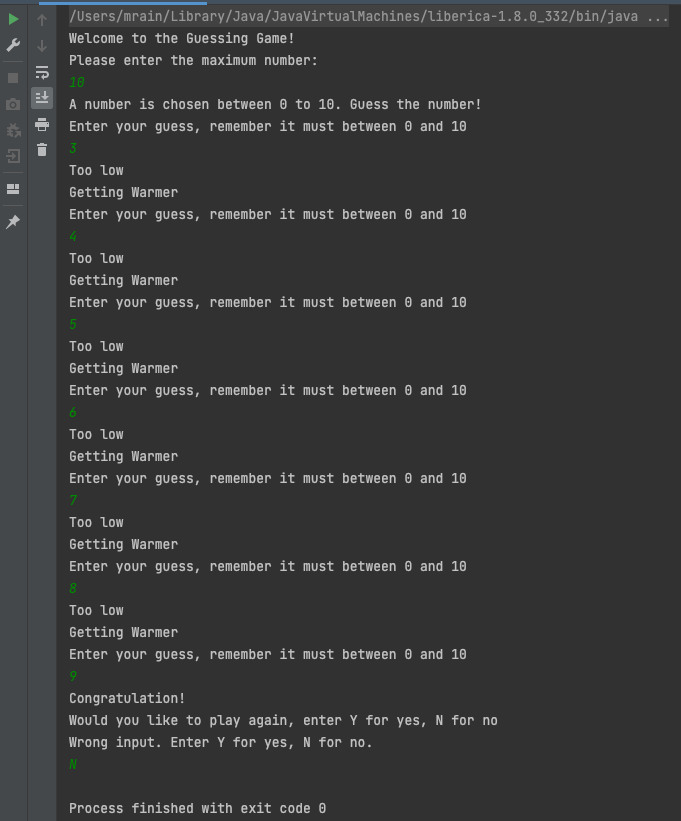 /Users/mrain/Library/Java/JavaVirtualMachines/liberica-1.8.0_332/bin/java ...
Welcome to the Guessing Game!
Please enter the maximum number:
10
A number is chosen between 0 to 10. Guess the number!
Enter your guess, remember it must between 0 and 10
3
Too low
Getting Warmer
Enter your guess, remember it must between 0 and 10
4
Too low
Getting Warmer
Enter your guess, remember it must between 0 and 10
5
Too low
Getting Warmer
Enter your guess, remember it must between 0 and 10
6
Too low
Getting Warmer
Enter your guess, remember it must between 0 and 10
7
Too low
Getting Warmer
Enter your guess, remember it must between 0 and 10
8
Too low
Getting Warmer
Enter your guess, remember it must between 0 and 10
9
Congratulation!
Would you like to play again, enter Y for yes, N for no
Wrong input. Enter Y for yes, N for no.
N
Process finished with exit code 0